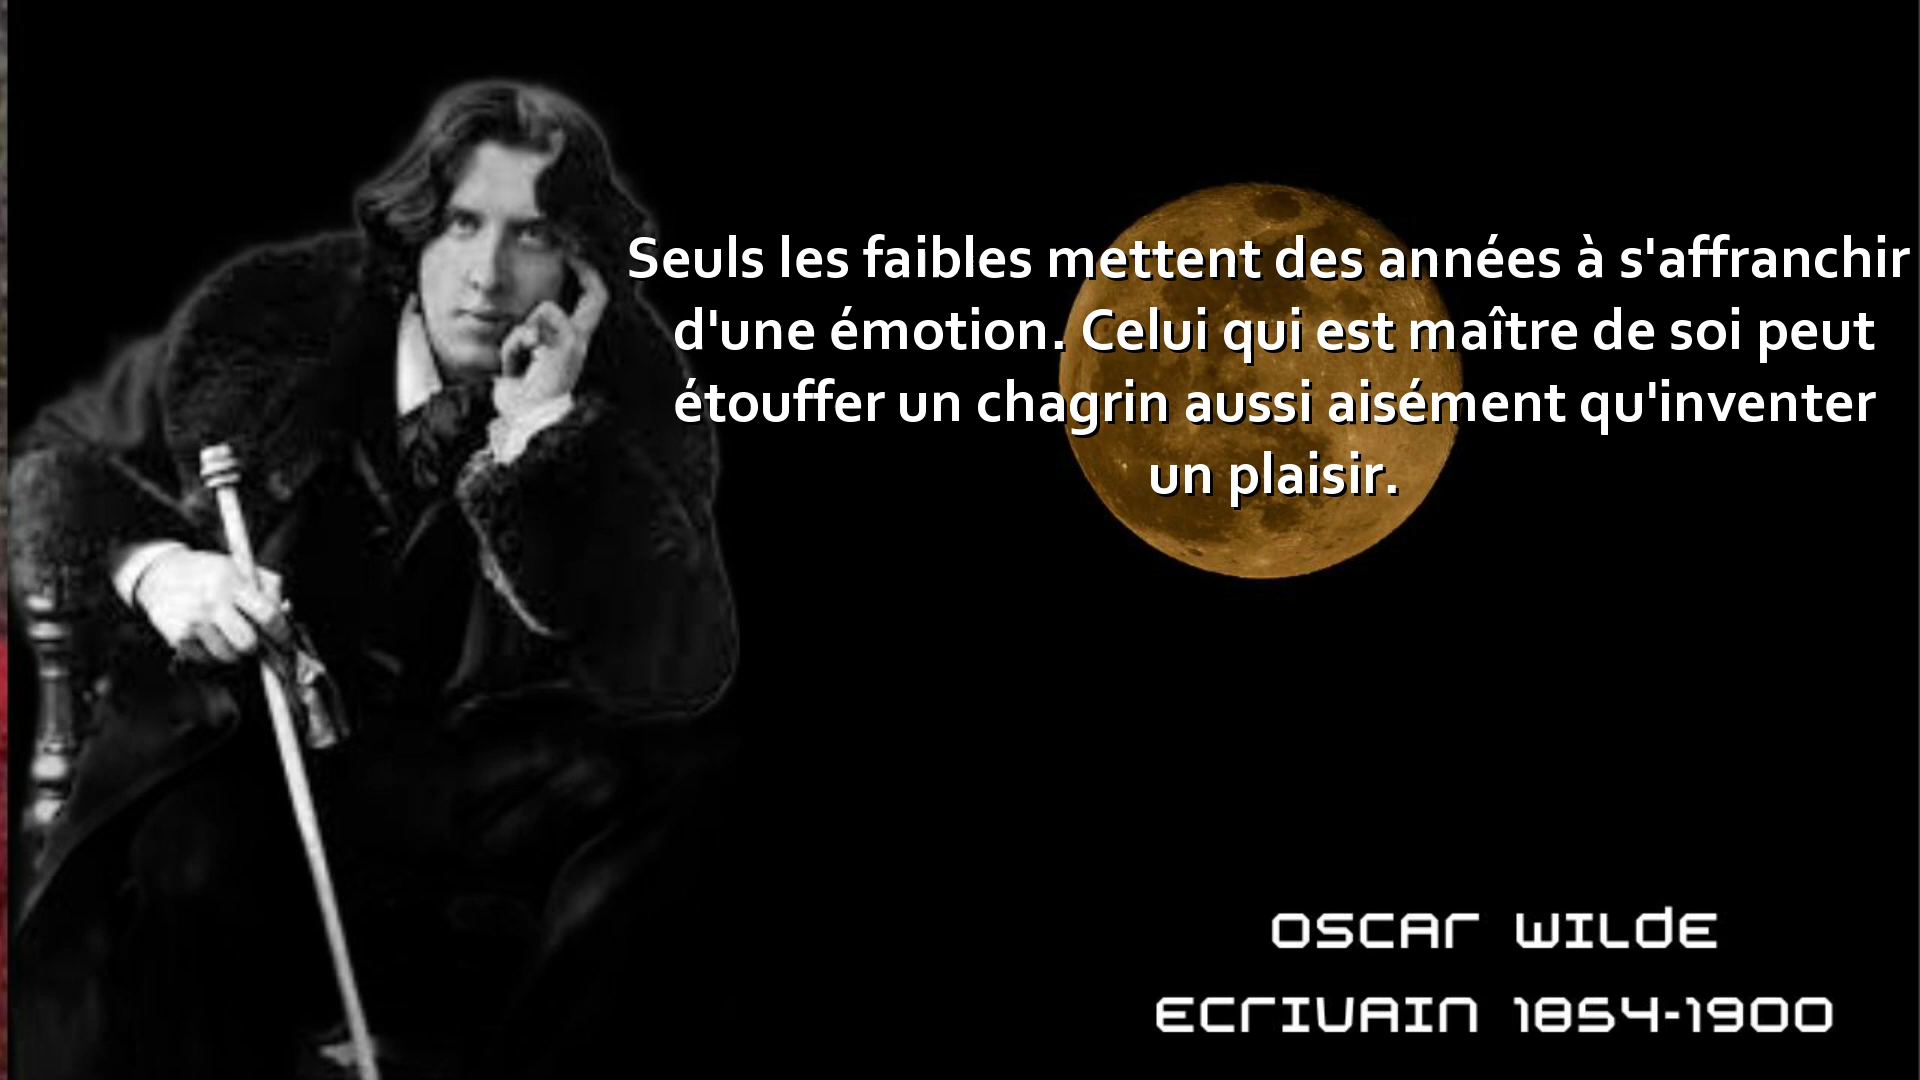 Seuls les faibles mettent des années à s'affranchir
d'une émotion. Celui qui est maître de soi peut
étouffer un chagrin aussi aisément qu'inventer
un plaisir.
OSCAR WILDE
ECRIVAIN 1854-1900